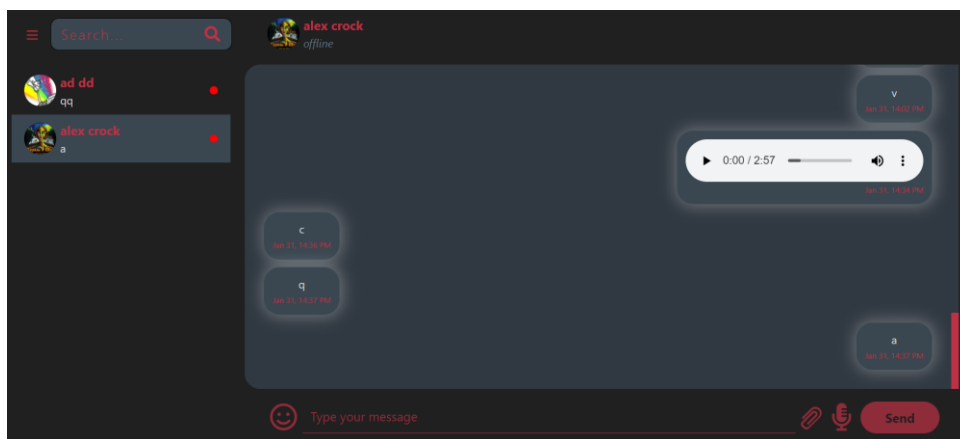 Search...
ad dd
qq
alex crock
a
alex crock
offline
v
Jan 31, 14:02 PM
0:00 / 2:57
Jan 31, 14:34 PM
c
Jan 31, 14:36 PM
q
Jan 31, 14:37 PM
a
Jan 31, 14:37 PM
Type your message
Send